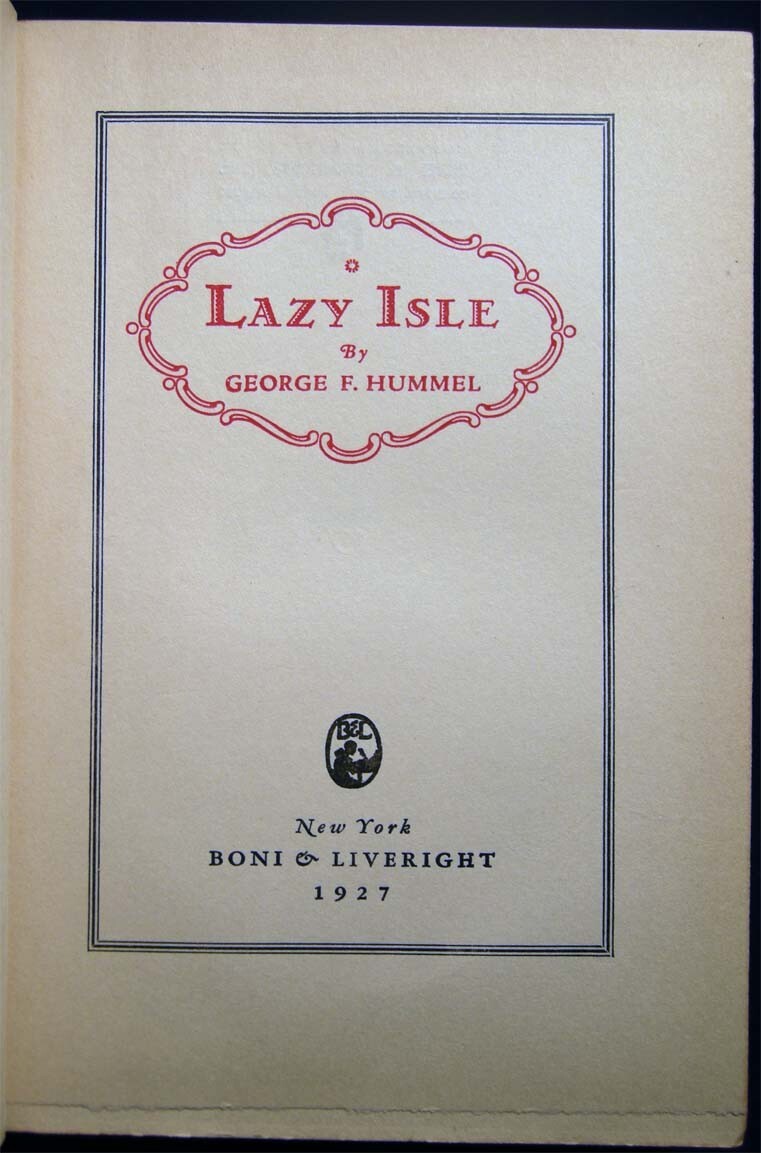 LAZY ISLE
By
GEORGE F. HUMMEL
B&L
New York
BONI & LIVERIGHT
1927